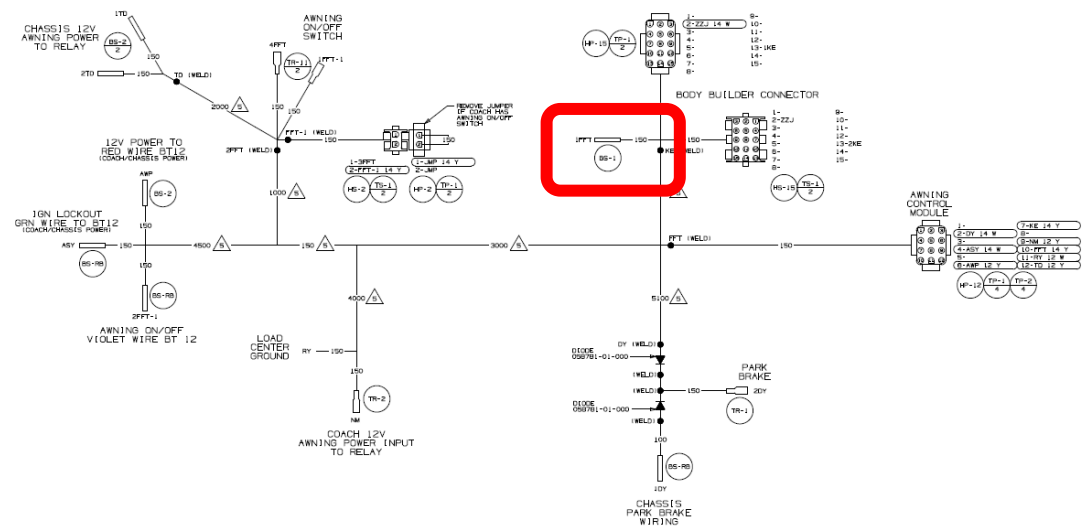 CHASSIS 12V
AWNING POWER
TO RELAY
1TD
BS-2
2
150
2TD
150
TD (WELD)
2000
5
AWNING
ON/OFF
SWITCH
4FFT
TR-11
2
1FFT-1
150
150
FFT-1 (WELD)
2FFT (WELD)
150
REMOVE JUMPER
IF COACH HAS
AWNING ON/OFF
SWITCH
150
1-3FFT
2-FFT-1 14 Y
HS-2
TS-1
2
1-JMP 14 Y
2-JMP
HP-2
TP-1
2
1000
5
HP-15
TP-1
2
1-
2-ZZJ 14 W
3-
4-
5-
6-
7-
8-
9-
10-
11-
12-
13-1KE
14-
15-
BODY BUILDER CONNECTOR
1FFT
150
BS-1
150
KE (WELD)
5
1-
2-ZZJ
3-
4-
5-
6-
7-
8-
9-
10-
11-
12-
13-2KE
14-
15-
HS-15
TS-1
2
12V POWER TO
RED WIRE BT12
(COACH/CHASSIS POWER)
AWP
BS-2
150
IGN LOCKOUT
GRN WIRE TO BT12
(COACH/CHASSIS POWER)
ASY
150
BS-RB
4500
5
150
5
3000
5
FFT (WELD)
150
AWNING
CONTROL
MODULE
1-
2-DY 14 W
3-
4-ASY 14 W
5-
6-AWP 12 Y
7-KE 14 Y
8-
9-NM 12 Y
10-FFT 14 Y
11-RY 12 W
12-TD 12 Y
HP-12
TP-1
4
TP-2
4
150
BS-RB
2FFT-1
AWNING ON/OFF
VIOLET WIRE BT 12
4000
5
LOAD
CENTER
GROUND
RY
150
150
TR-2
NM
COACH 12V
AWNING POWER INPUT
TO RELAY
5100
5
DY (WELD)
DIODE
058781-01-000
(WELD)
(WELD)
150
2DY
PARK
BRAKE
TR-1
DIODE
058781-01-000
(WELD)
100
BS-RB
1DY
CHASSIS
PARK BRAKE
WIRING